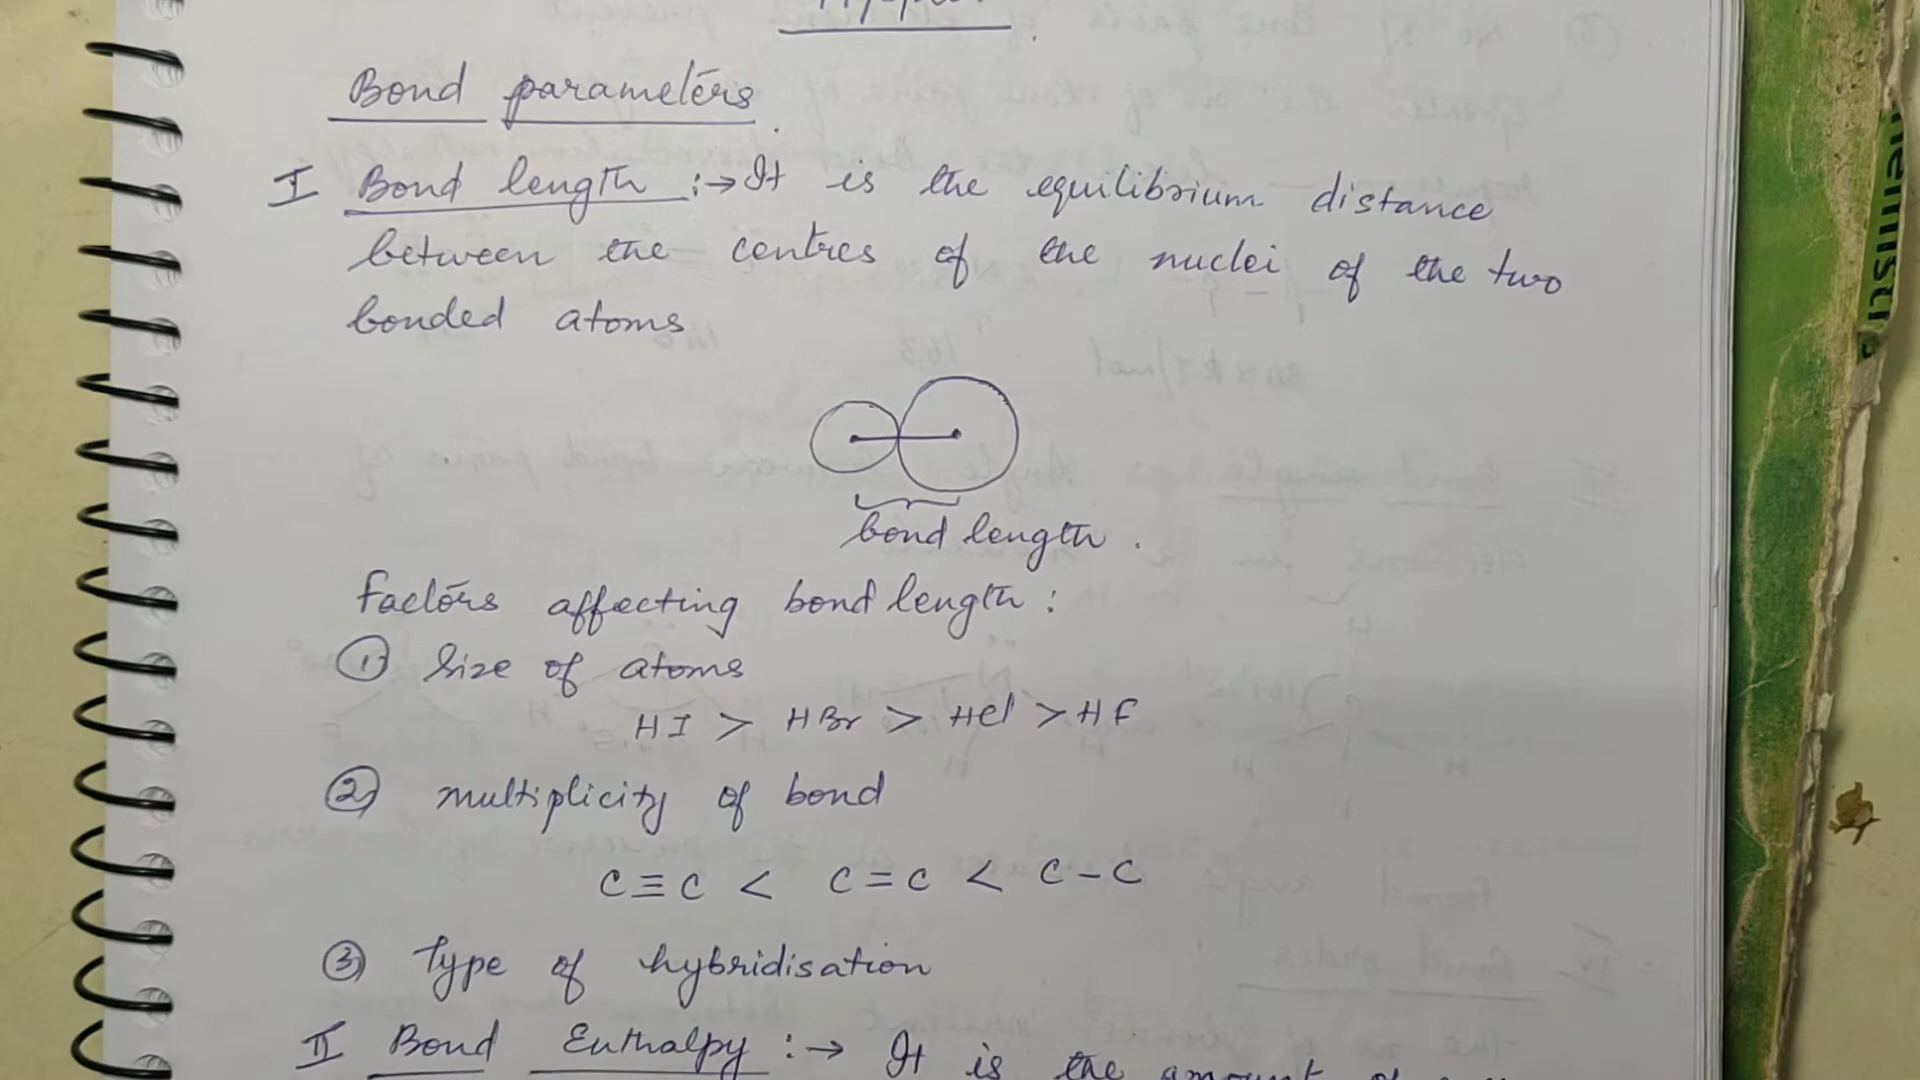 Bond parameters.
I Bond length :→ It is the equilibrium distance
between the centres of the nuclei of the two
bonded atoms
bond length.
Factors affecting bond length :
① Size of atoms
HI > HBr > HCl > HF
② multiplicity of bond
C≡C < C=C < C-C
③ Type of hybridisation
II Bond Enthalpy :→ It is the amount of